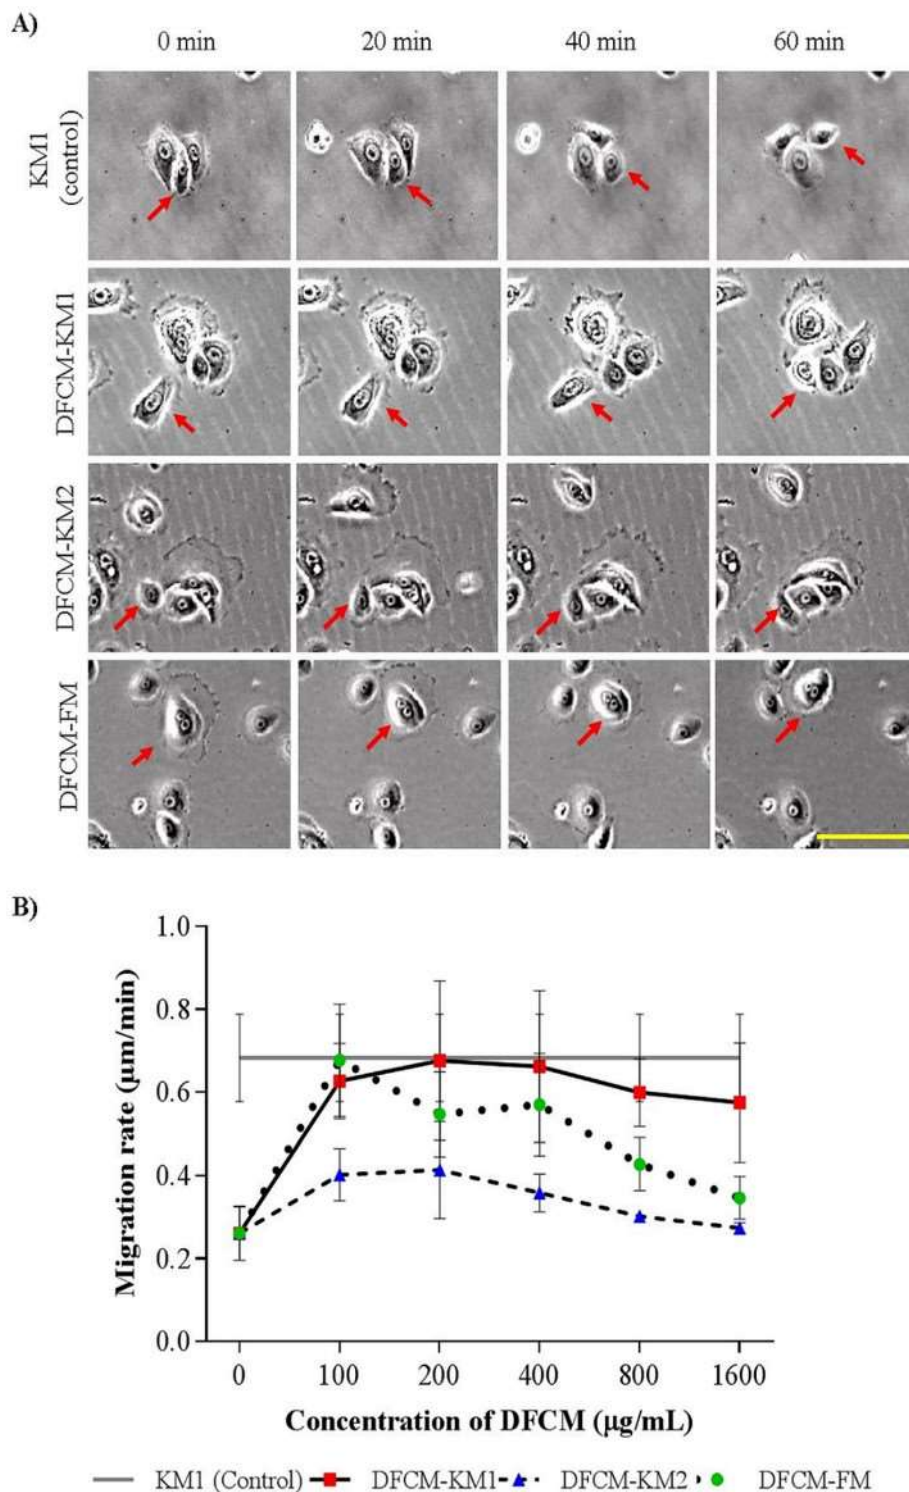 A)
0 min 20 min 40 min 60 min
KM1
(control)
DFCM-KM1
DFCM-KM2
DFCM-FM
B)
Migration rate (µm/min)
1.0
0.8
0.6
0.4
0.2
0.0
0 100 200 400 800 1600
Concentration of DFCM (µg/mL)
KM1 (Control) DFCM-KM1 DFCM-KM2 DFCM-FM